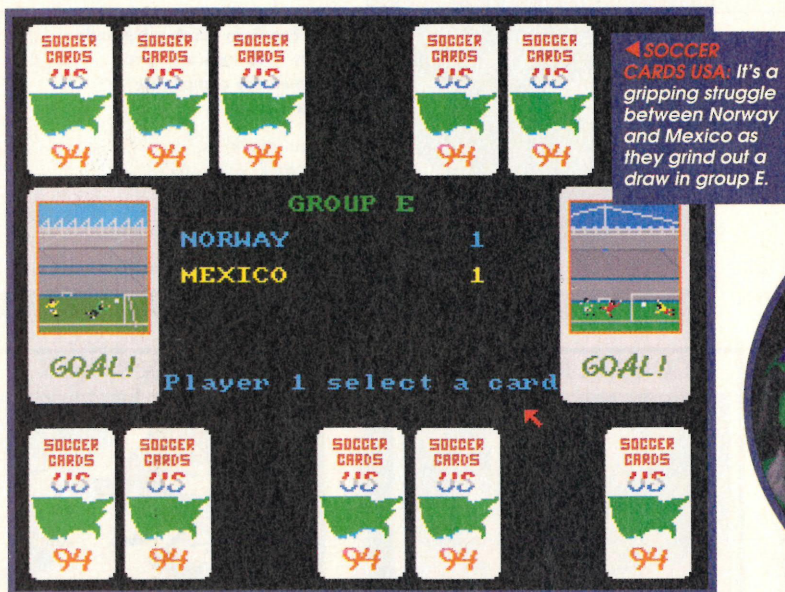 SOCCER CARDS US 94
SOCCER CARDS US 94
SOCCER CARDS US 94
SOCCER CARDS US 94
SOCCER CARDS US 94
◀ SOCCER
CARDS USA: It's a
gripping struggle
between Norway
and Mexico as
they grind out a
draw in group E.
GROUP E
NORWAY 1
MEXICO 1
GOAL!
GOAL!
Player 1 select a card
SOCCER CARDS US 94
SOCCER CARDS US 94
SOCCER CARDS US 94
SOCCER CARDS US 94
SOCCER CARDS US 94